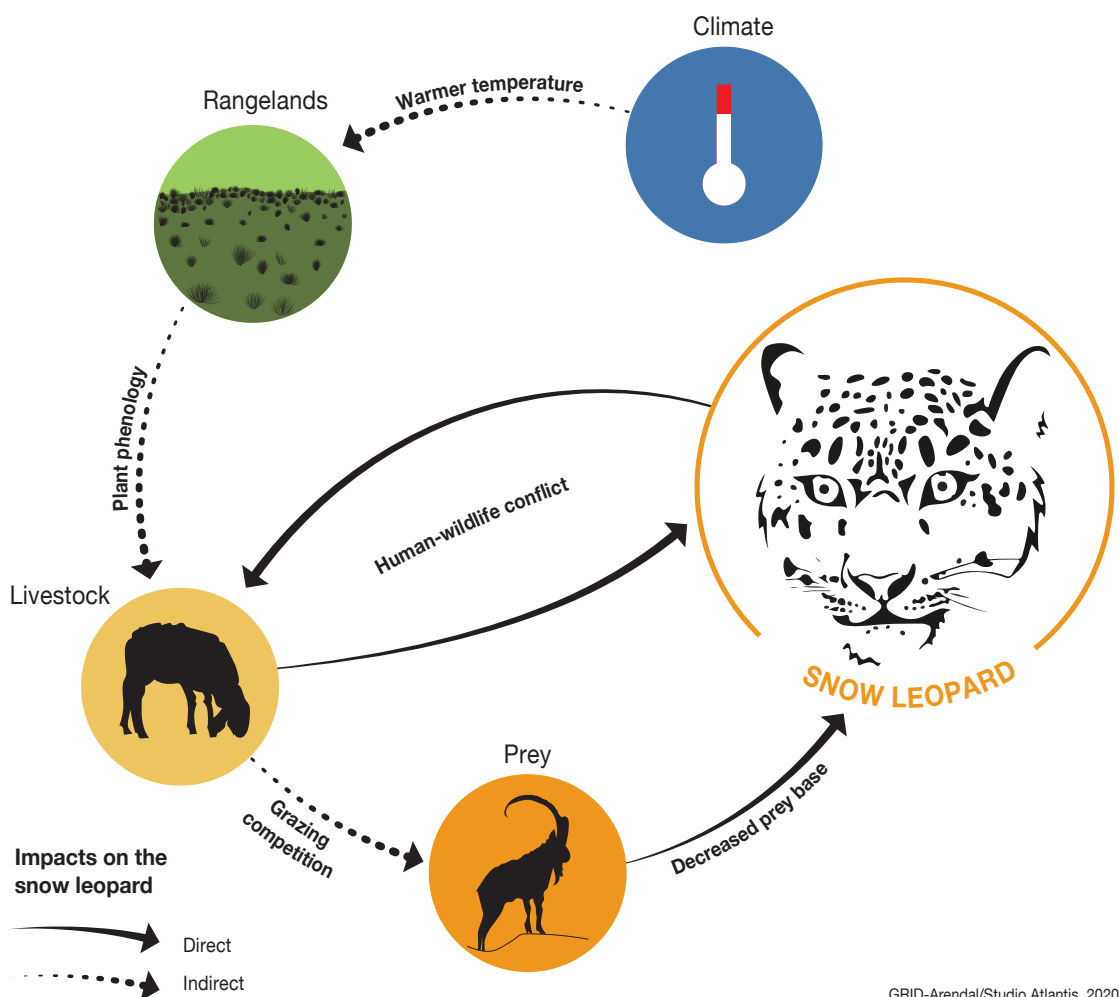 Climate
Warmer temperature
Rangelands
Plant phenology
Human-wildlife conflict
Livestock
SNOW LEOPARD
Prey
Grazing
competition
Decreased prey base
Impacts on the
snow leopard
Direct
Indirect
GRID-Arendal/Studio Atlantis, 2020